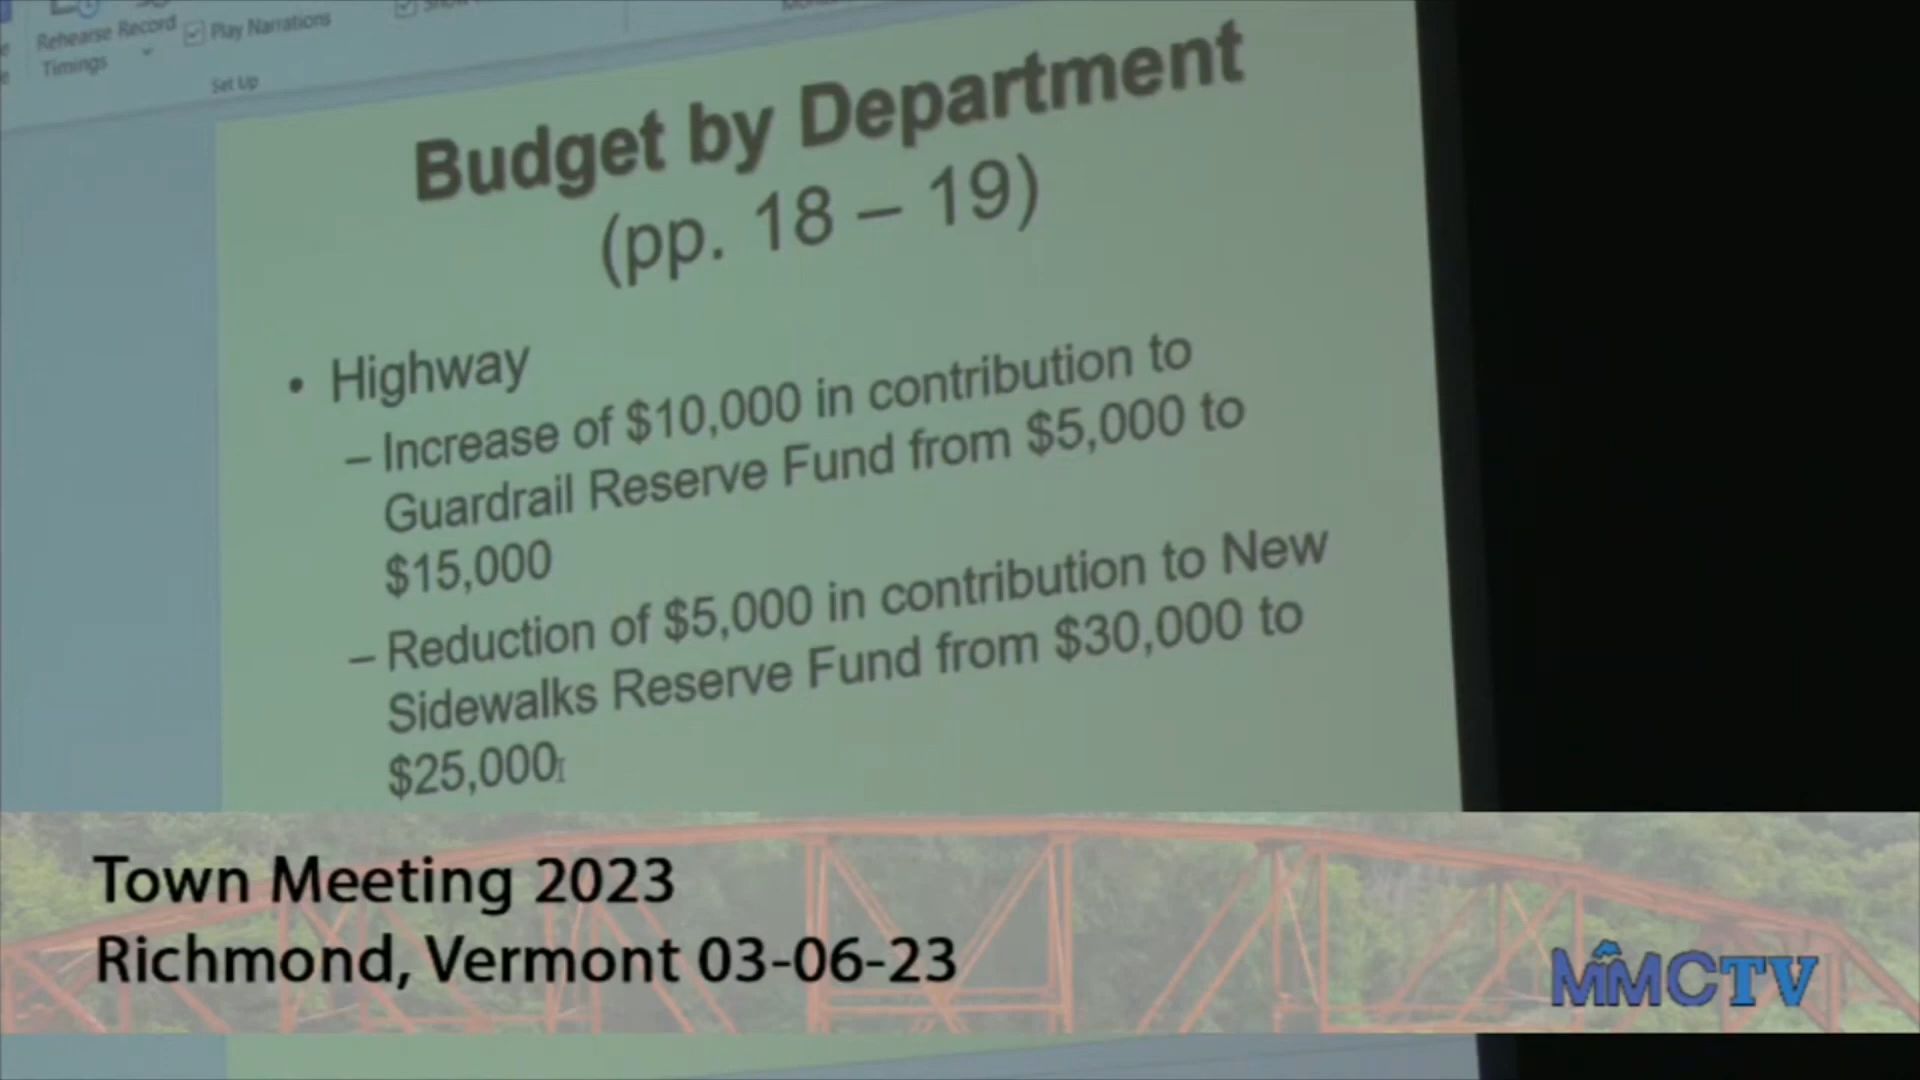 Rehearse Record
Timings
Play Narrations
Set Up
Budget by Department
(pp. 18 – 19)
• Highway
– Increase of $10,000 in contribution to
Guardrail Reserve Fund from $5,000 to
$15,000
– Reduction of $5,000 in contribution to New
Sidewalks Reserve Fund from $30,000 to
$25,000
Town Meeting 2023
Richmond, Vermont 03-06-23
MMCTV